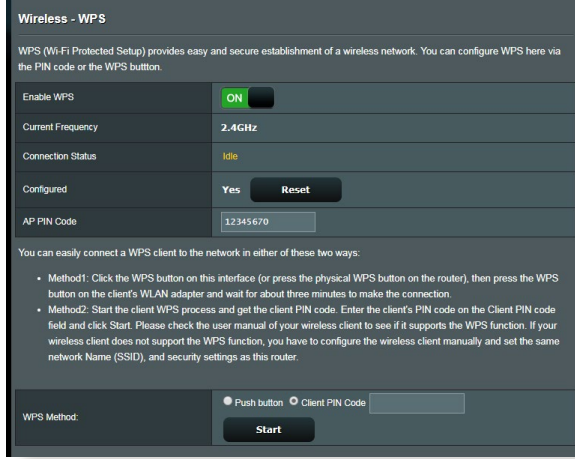 Wireless - WPS
WPS (Wi-Fi Protected Setup) provides easy and secure establishment of a wireless network. You can configure WPS here via
the PIN code or the WPS buttton.
Enable WPS
ON
Current Frequency
2.4GHz
Connection Status
Idle
Configured
Yes Reset
AP PIN Code
12345670
You can easily connect a WPS client to the network in either of these two ways:
• Method1: Click the WPS button on this interface (or press the physical WPS button on the router), then press the WPS
button on the client's WLAN adapter and wait for about three minutes to make the connection.
• Method2: Start the client WPS process and get the client PIN code. Enter the client's PIN code on the Client PIN code
field and click Start. Please check the user manual of your wireless client to see if it supports the WPS function. If your
wireless client does not support the WPS function, you have to configure the wireless client manually and set the same
network Name (SSID), and security settings as this router.
WPS Method:
Push button Client PIN Code
Start